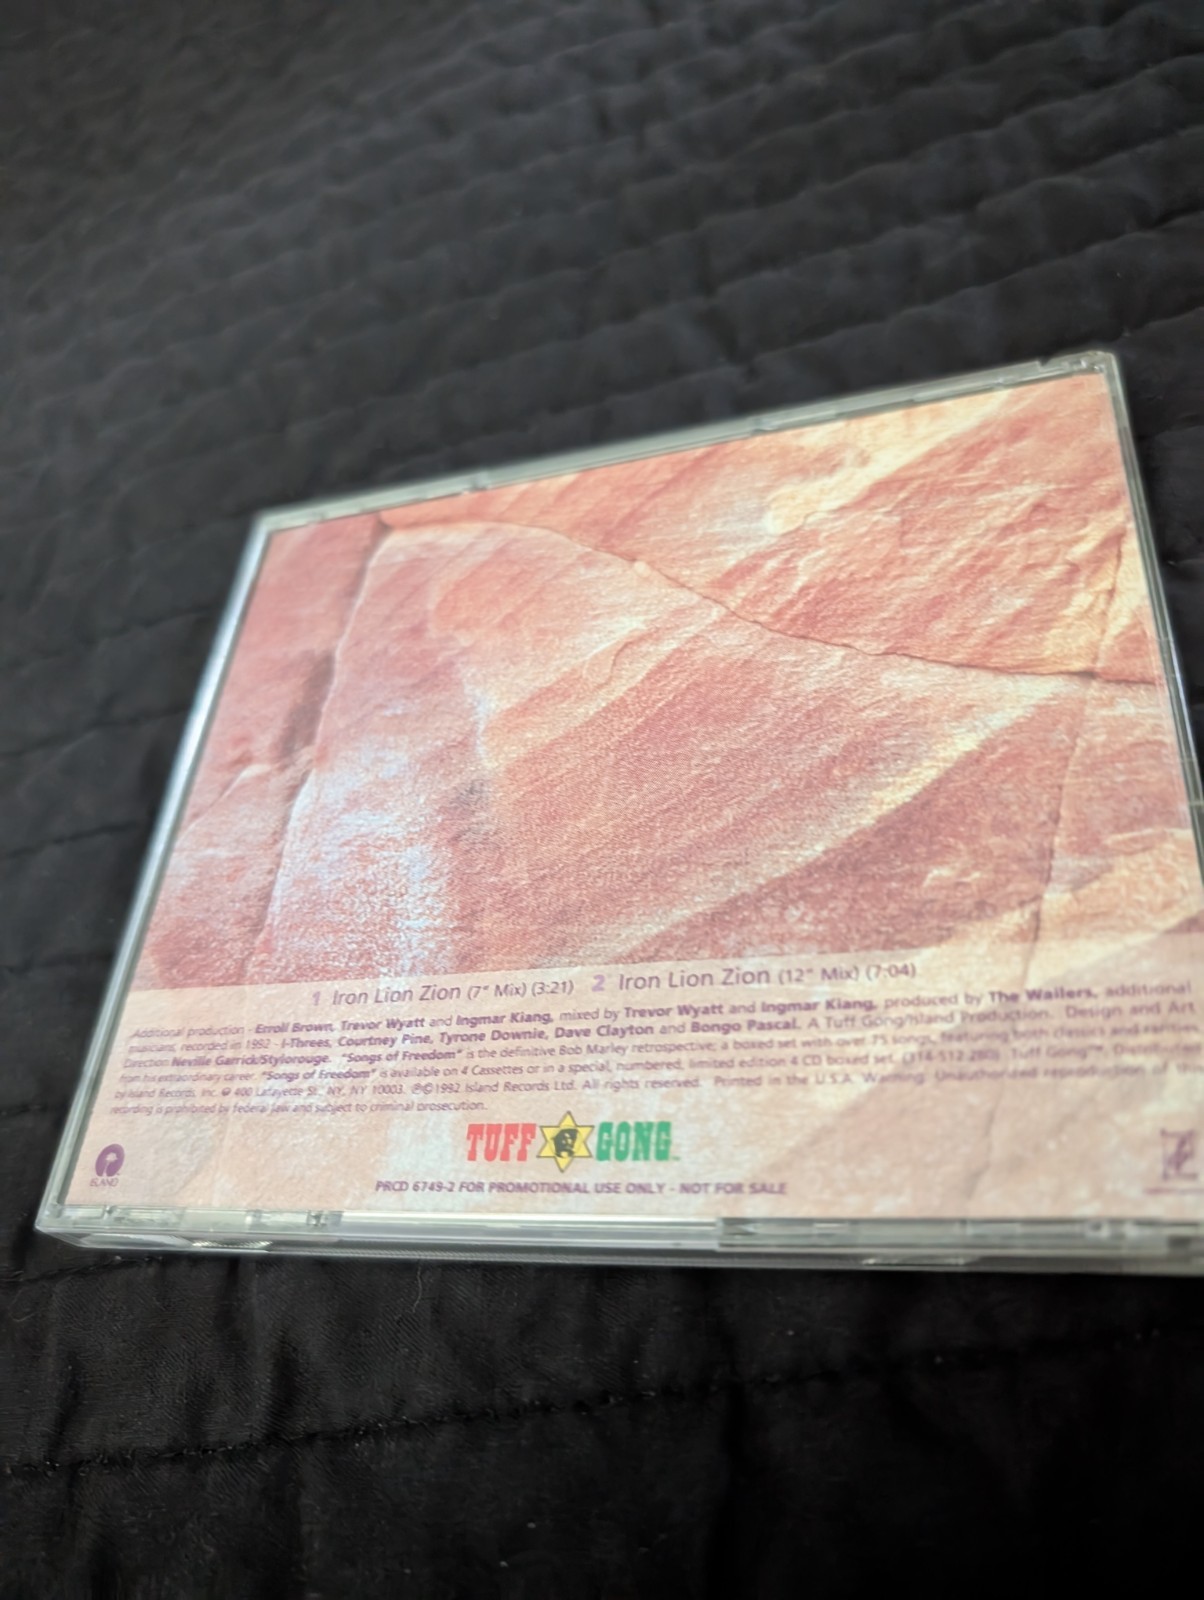 1 Iron Lion Zion (7" Mix) (3:21) 2 Iron Lion Zion (12" Mix) (7:04)
Additional production - Erroll Brown, Trevor Wyatt and Ingmar Kiang, mixed by Trevor Wyatt and Ingmar Kiang, produced by The Wailers, additional
musicians, recorded in 1992 - I-Threes, Courtney Pine, Tyrone Downie, Dave Clayton and Bongo Pascal. A Tuff Gong/Island Production. Design and Art
Direction Neville Garrick/Stylorouge. "Songs of Freedom" is the definitive Bob Marley retrospective; a boxed set with over 75 songs, featuring
from his extraordinary career. "Songs of Freedom" is available on 4 Cassettes or in a special, numbered, limited edition 4 CD boxed set. (314-512 280) Tuff Gong™
by Island Records, Inc. 400 Lafayette St., NY, NY 10003. ℗©1992 Island Records Ltd. All rights reserved. Printed in the U.S.A. Warning: Unauthorized reproduction of this
recording is prohibited by federal law and subject to criminal prosecution.
TUFF GONG
ISLAND
PRCD 6749-2 FOR PROMOTIONAL USE ONLY - NOT FOR SALE